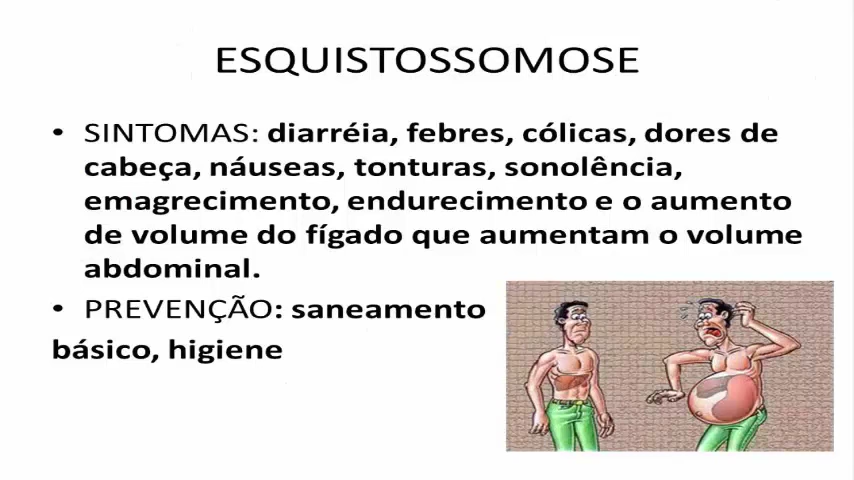 ESQUISTOSSOMOSE
• SINTOMAS: diarréia, febres, cólicas, dores de
cabeça, náuseas, tonturas, sonolência,
emagrecimento, endurecimento e o aumento
de volume do fígado que aumentam o volume
abdominal.
• PREVENÇÃO: saneamento
básico, higiene